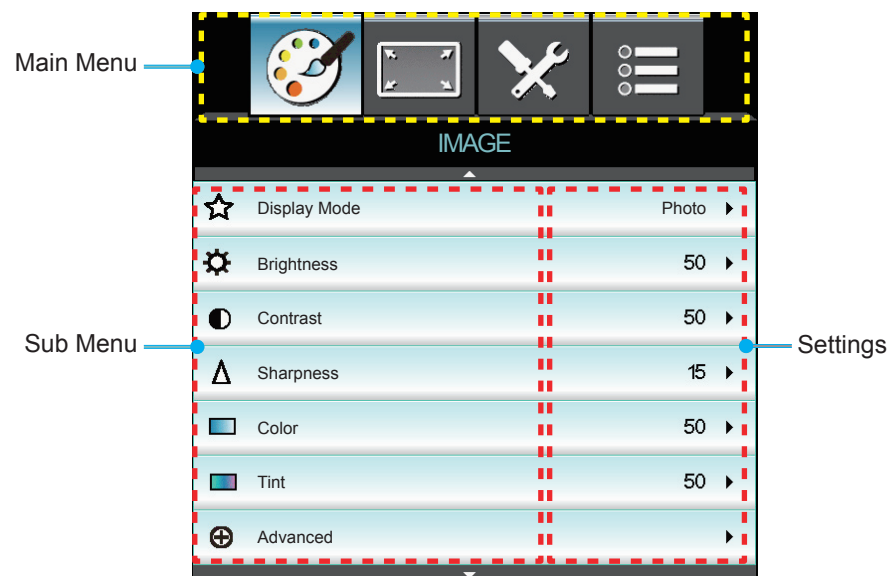 Main Menu
IMAGE
Display Mode Photo
Brightness 50
Contrast 50
Sub Menu
Settings
Sharpness 15
Color 50
Tint 50
Advanced